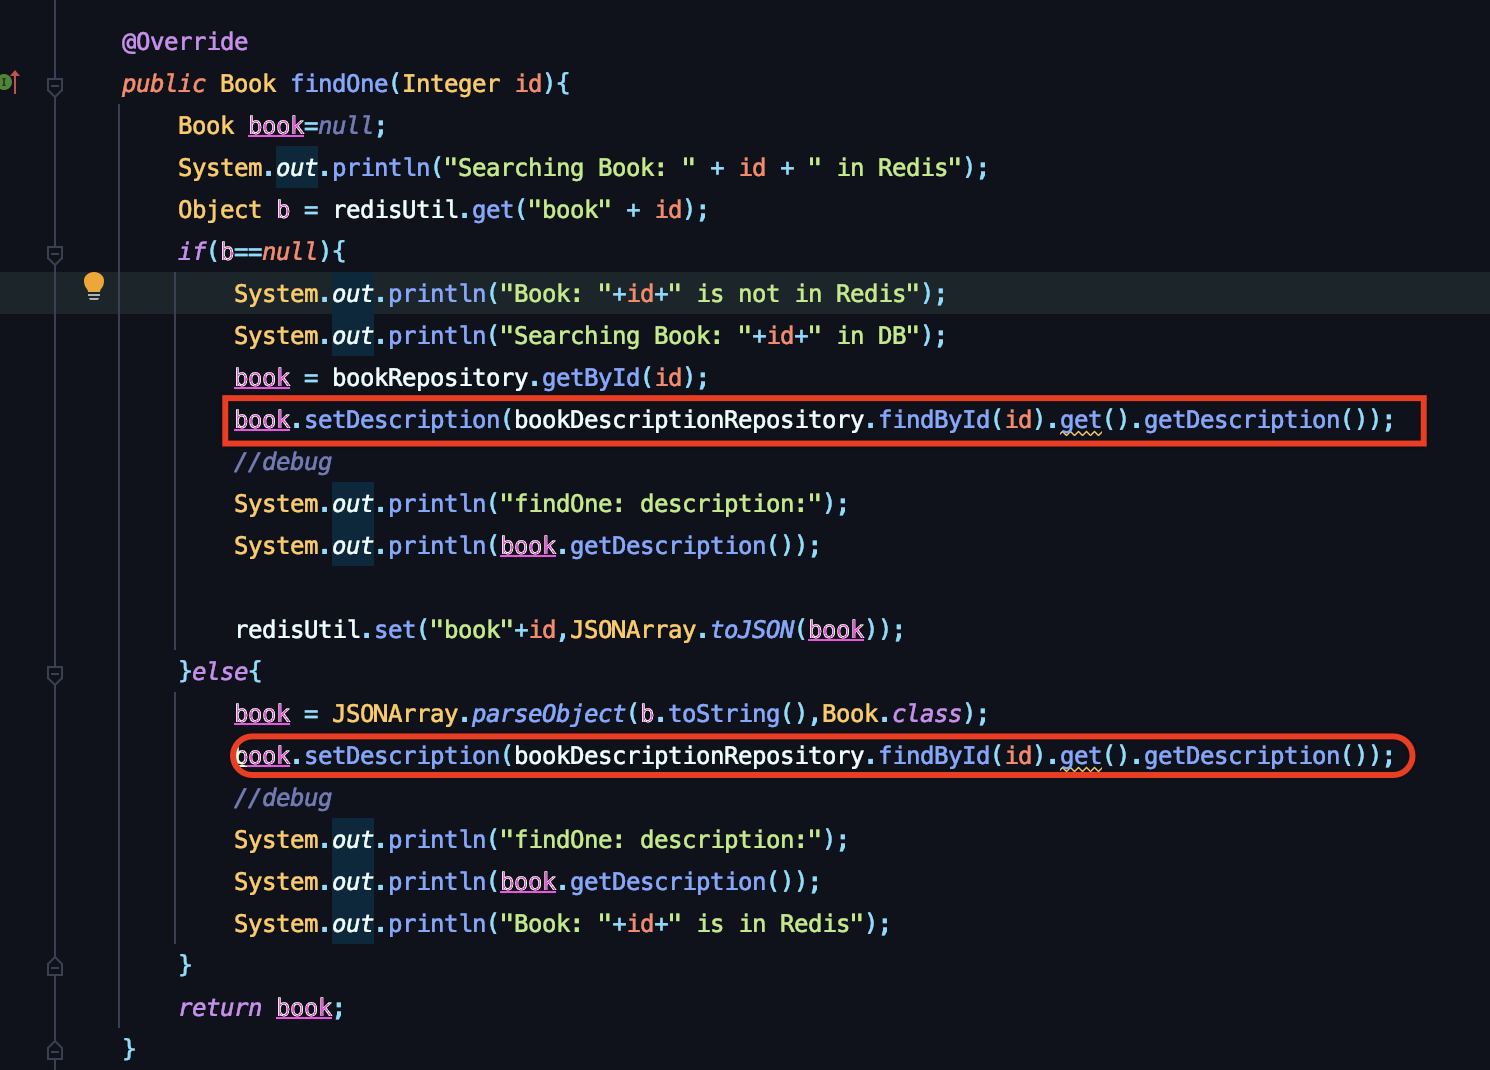 @Override
public Book findOne(Integer id){
Book book=null;
System.out.println("Searching Book: " + id + " in Redis");
Object b = redisUtil.get("book" + id);
if(b==null){
System.out.println("Book: "+id+" is not in Redis");
System.out.println("Searching Book: "+id+" in DB");
book = bookRepository.getById(id);
book.setDescription(bookDescriptionRepository.findById(id).get().getDescription());
//debug
System.out.println("findOne: description:");
System.out.println(book.getDescription());
redisUtil.set("book"+id,JSONArray.toJSON(book));
}else{
book = JSONArray.parseObject(b.toString(),Book.class);
book.setDescription(bookDescriptionRepository.findById(id).get().getDescription());
//debug
System.out.println("findOne: description:");
System.out.println(book.getDescription());
System.out.println("Book: "+id+" is in Redis");
}
return book;
}